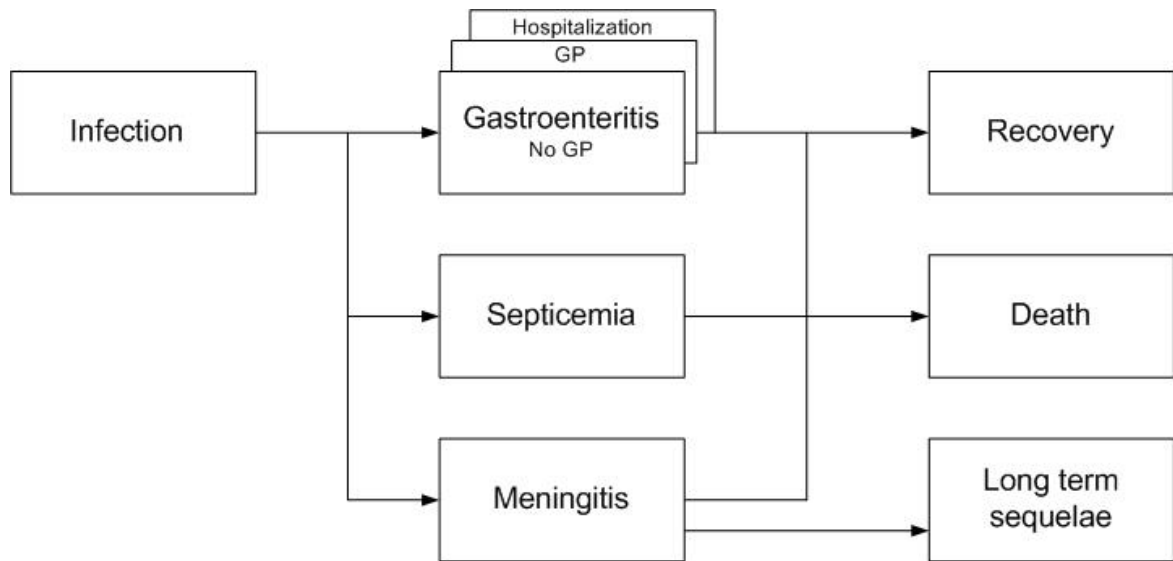 Hospitalization
GP
Infection
Gastroenteritis
No GP
Recovery
Septicemia
Death
Meningitis
Long term
sequelae